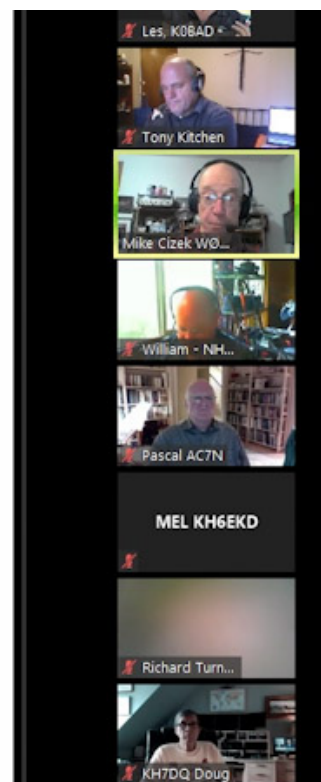 Les, K0BAD
Tony Kitchen
Mike Cizek WØ...
William - NH...
Pascal AC7N
MEL KH6EKD
Richard Turn...
KH7DQ Doug